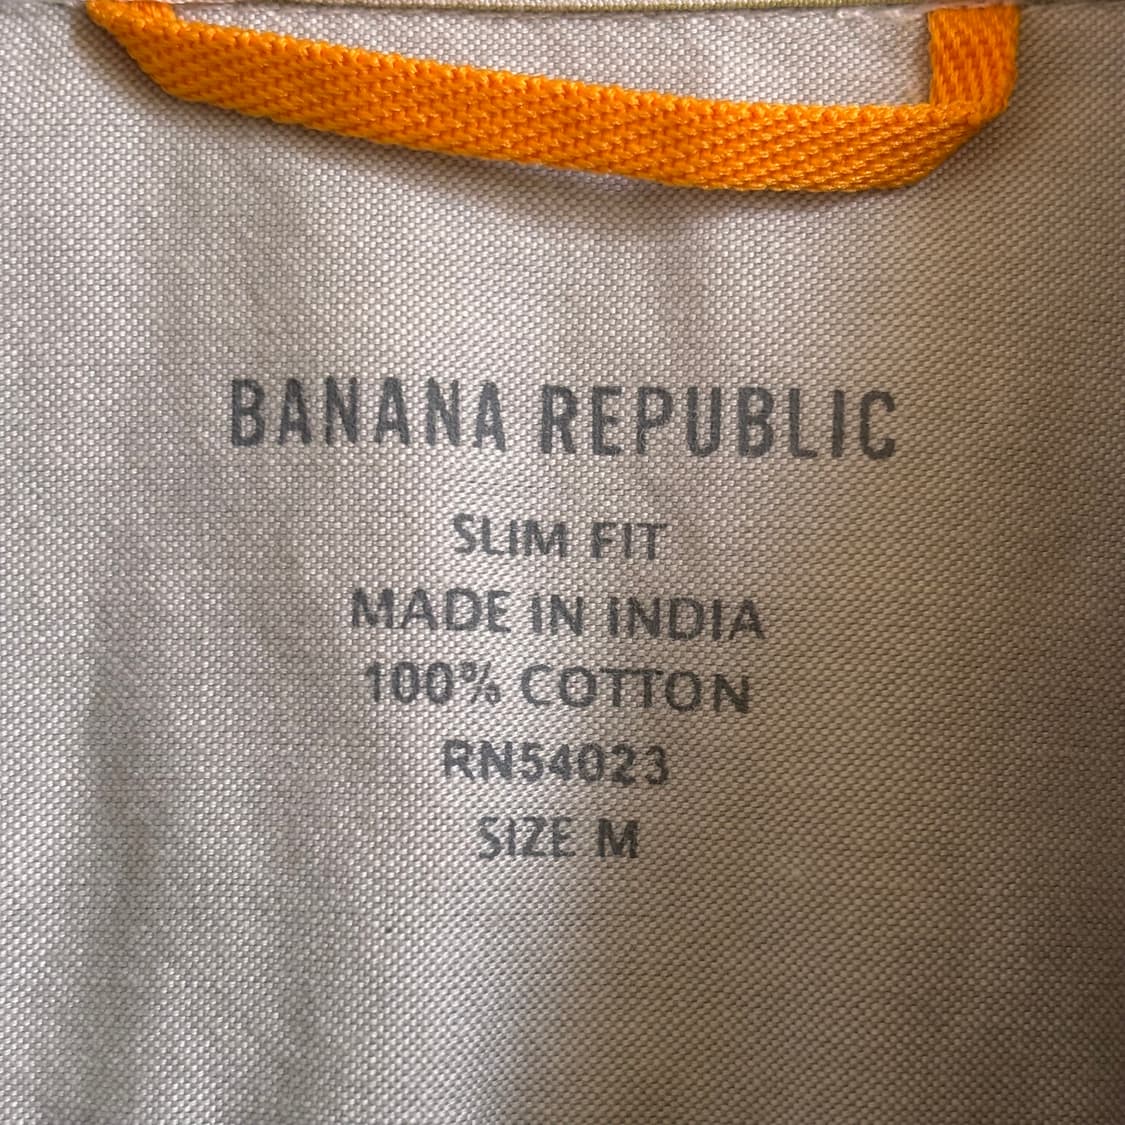 BANANA REPUBLIC
SLIM FIT
MADE IN INDIA
100% COTTON
RN54023
SIZE M